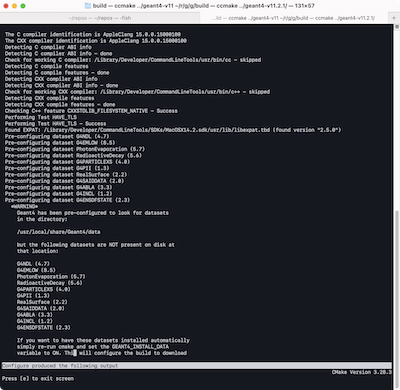 build — ccmake ../geant4-v11 ~/r/g/g/build — ccmake ../geant4-v11.2.1/ — 131×57
~/repos — ~/repos — -fish
...ld — ccmake ../geant4-v11 ~/r/g/g/build — ccmake ../geant4-v11.2.1/
The C compiler identification is AppleClang 15.0.0.15000100
The CXX compiler identification is AppleClang 15.0.0.15000100
Detecting C compiler ABI info
Detecting C compiler ABI info - done
Check for working C compiler: /Library/Developer/CommandLineTools/usr/bin/cc - skipped
Detecting C compile features
Detecting C compile features - done
Detecting CXX compiler ABI info
Detecting CXX compiler ABI info - done
Check for working CXX compiler: /Library/Developer/CommandLineTools/usr/bin/c++ - skipped
Detecting CXX compile features
Detecting CXX compile features - done
Checking C++ feature CXXSTDLIB_FILESYSTEM_NATIVE - Success
Performing Test HAVE_TLS
Performing Test HAVE_TLS - Success
Found EXPAT: /Library/Developer/CommandLineTools/SDKs/MacOSX14.2.sdk/usr/lib/libexpat.tbd (found version "2.5.0")
Pre-configuring dataset G4NDL (4.7)
Pre-configuring dataset G4EMLOW (8.5)
Pre-configuring dataset PhotonEvaporation (5.7)
Pre-configuring dataset RadioactiveDecay (5.6)
Pre-configuring dataset G4PARTICLEXS (4.0)
Pre-configuring dataset G4PII (1.3)
Pre-configuring dataset RealSurface (2.2)
Pre-configuring dataset G4SAIDDATA (2.0)
Pre-configuring dataset G4ABLA (3.3)
Pre-configuring dataset G4INCL (1.2)
Pre-configuring dataset G4ENSDFSTATE (2.3)
*WARNING*
Geant4 has been pre-configured to look for datasets
in the directory:
/usr/local/share/Geant4/data
but the following datasets are NOT present on disk at
that location:
G4NDL (4.7)
G4EMLOW (8.5)
PhotonEvaporation (5.7)
RadioactiveDecay (5.6)
G4PARTICLEXS (4.0)
G4PII (1.3)
RealSurface (2.2)
G4SAIDDATA (2.0)
G4ABLA (3.3)
G4INCL (1.2)
G4ENSDFSTATE (2.3)
If you want to have these datasets installed automatically
simply re-run cmake and set the GEANT4_INSTALL_DATA
variable to ON. This will configure the build to download
Configure produced the following output
CMake Version 3.28.3
Press [e] to exit screen